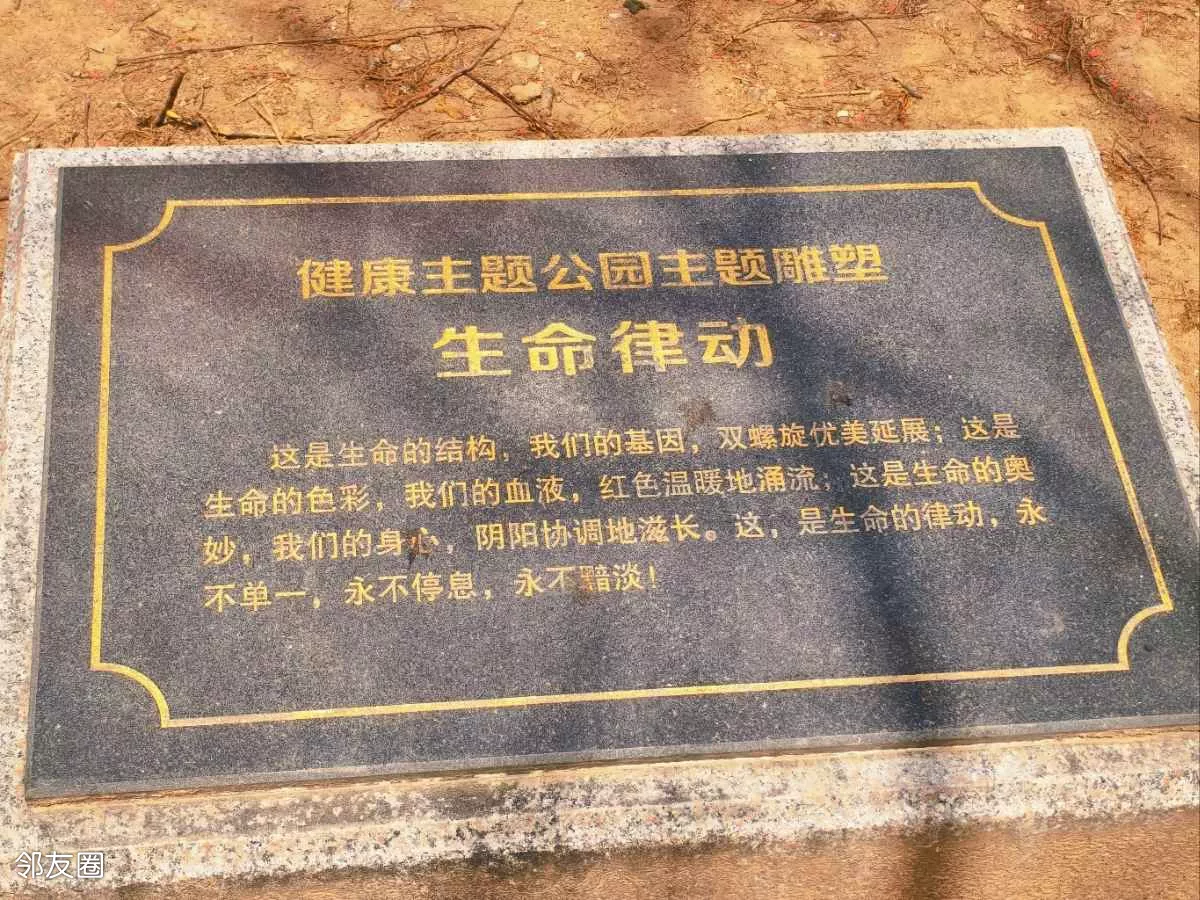 健康主题公园主题雕塑
生命律动
这是生命的结构，我们的基因，双螺旋优美延展；这是
生命的色彩，我们的血液，红色温暖地涌流；这是生命的奥
妙，我们的身心，阴阳协调地滋长。这，是生命的律动，永
不单一，永不停息，永不黯淡！
邻友圈